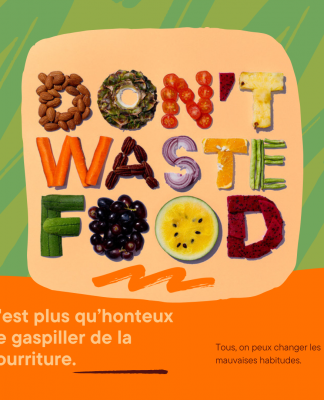 DON'T
WASTE
FOOD
'est plus qu'honteux
e gaspiller de la
ourriture.
Tous, on peux changer les
mauvaises habitudes.